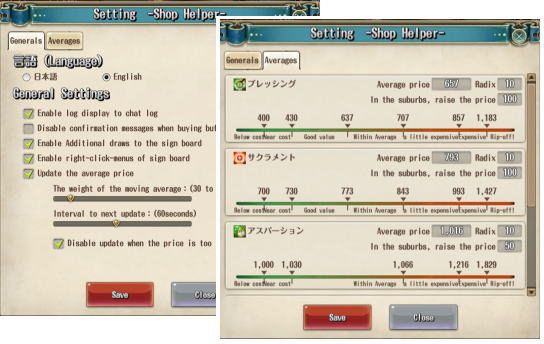 Setting -Shop Helper-
Generals Averages
言語 (Language)
日本語 English
General Settings
Enable log display to chat log
Disable confirmation messages when buying but
Enable Additional draws to the sign board
Enable right-click-menus of sign board
Update the average price
The weight of the moving average：(30 to
Interval to next update：(60seconds)
Disable update when the price is too
Save Close
Setting -Shop Helper-
Generals Averages
ブレッシング Average price 657 Radix 10
In the suburbs, raise the price 100
400 430 637 707 857 1,183
Below cost Near cost Good value Within Average A little expensive Expensive Rip-off!
サクラメント Average price 793 Radix 10
In the suburbs, raise the price 100
700 730 773 843 993 1,427
Below cost Near cost Good value Within Average A little expensive Expensive Rip-off!
アスパーション Average price 1,016 Radix 10
In the suburbs, raise the price 50
1,000 1,030 1,066 1,216 1,829
Below cost Near cost Within Average A little expensive Expensive Rip-off!
Save Close